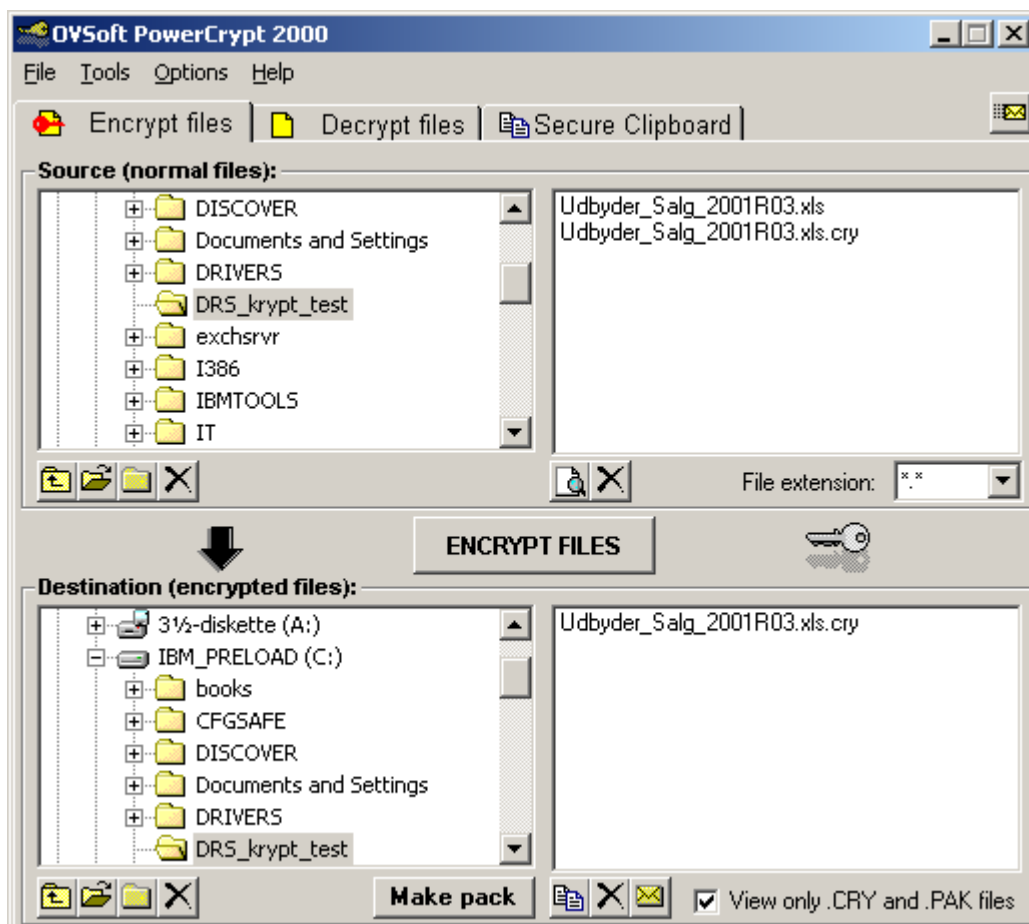 OVSoft PowerCrypt 2000
File Tools Options Help
Encrypt files Decrypt files Secure Clipboard
Source (normal files):
DISCOVER
Documents and Settings
DRIVERS
DRS_krypt_test
exchsrvr
I386
IBMTOOLS
IT
Udbyder_Salg_2001R03.xls
Udbyder_Salg_2001R03.xls.cry
File extension: *.*
ENCRYPT FILES
Destination (encrypted files):
3½-diskette (A:)
IBM_PRELOAD (C:)
books
CFGSAFE
DISCOVER
Documents and Settings
DRIVERS
DRS_krypt_test
Udbyder_Salg_2001R03.xls.cry
Make pack
View only .CRY and .PAK files